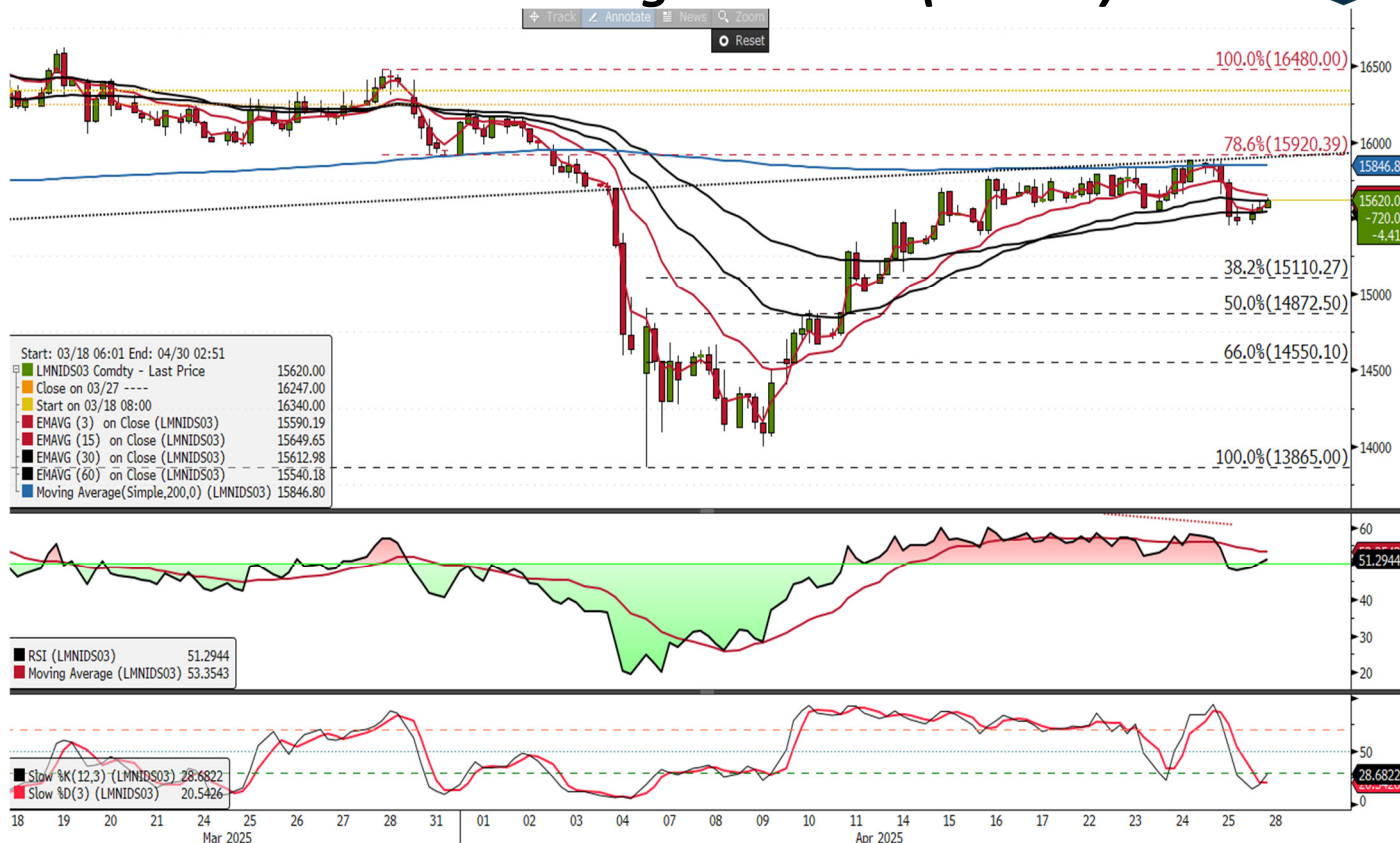 Track Annotate News Zoom
Reset
100.0%(16480.00)
16500
78.6%(15920.39)
16000
15846.8
15620.0
-720.0
-4.41
38.2%(15110.27)
15000
50.0%(14872.50)
66.0%(14550.10)
14500
14000
100.0%(13865.00)
Start: 03/18 06:01 End: 04/30 02:51
LMNIDS03 Comdty - Last Price 15620.00
Close on 03/27 ---- 16247.00
Start on 03/18 08:00 16340.00
EMAVG (3) on Close (LMNIDS03) 15590.19
EMAVG (15) on Close (LMNIDS03) 15649.65
EMAVG (30) on Close (LMNIDS03) 15612.98
EMAVG (60) on Close (LMNIDS03) 15540.18
Moving Average(Simple,200,0) (LMNIDS03) 15846.80
60
51.2944
40
30
20
RSI (LMNIDS03) 51.2944
Moving Average (LMNIDS03) 53.3543
50
28.6822
0
Slow %K(12,3) (LMNIDS03) 28.6822
Slow %D(3) (LMNIDS03) 20.5426
18 19 20 21 24 25 26 27 28 31 01 02 03 04 07 08 09 10 11 14 15 16 17 22 23 24 25 28
Mar 2025 Apr 2025